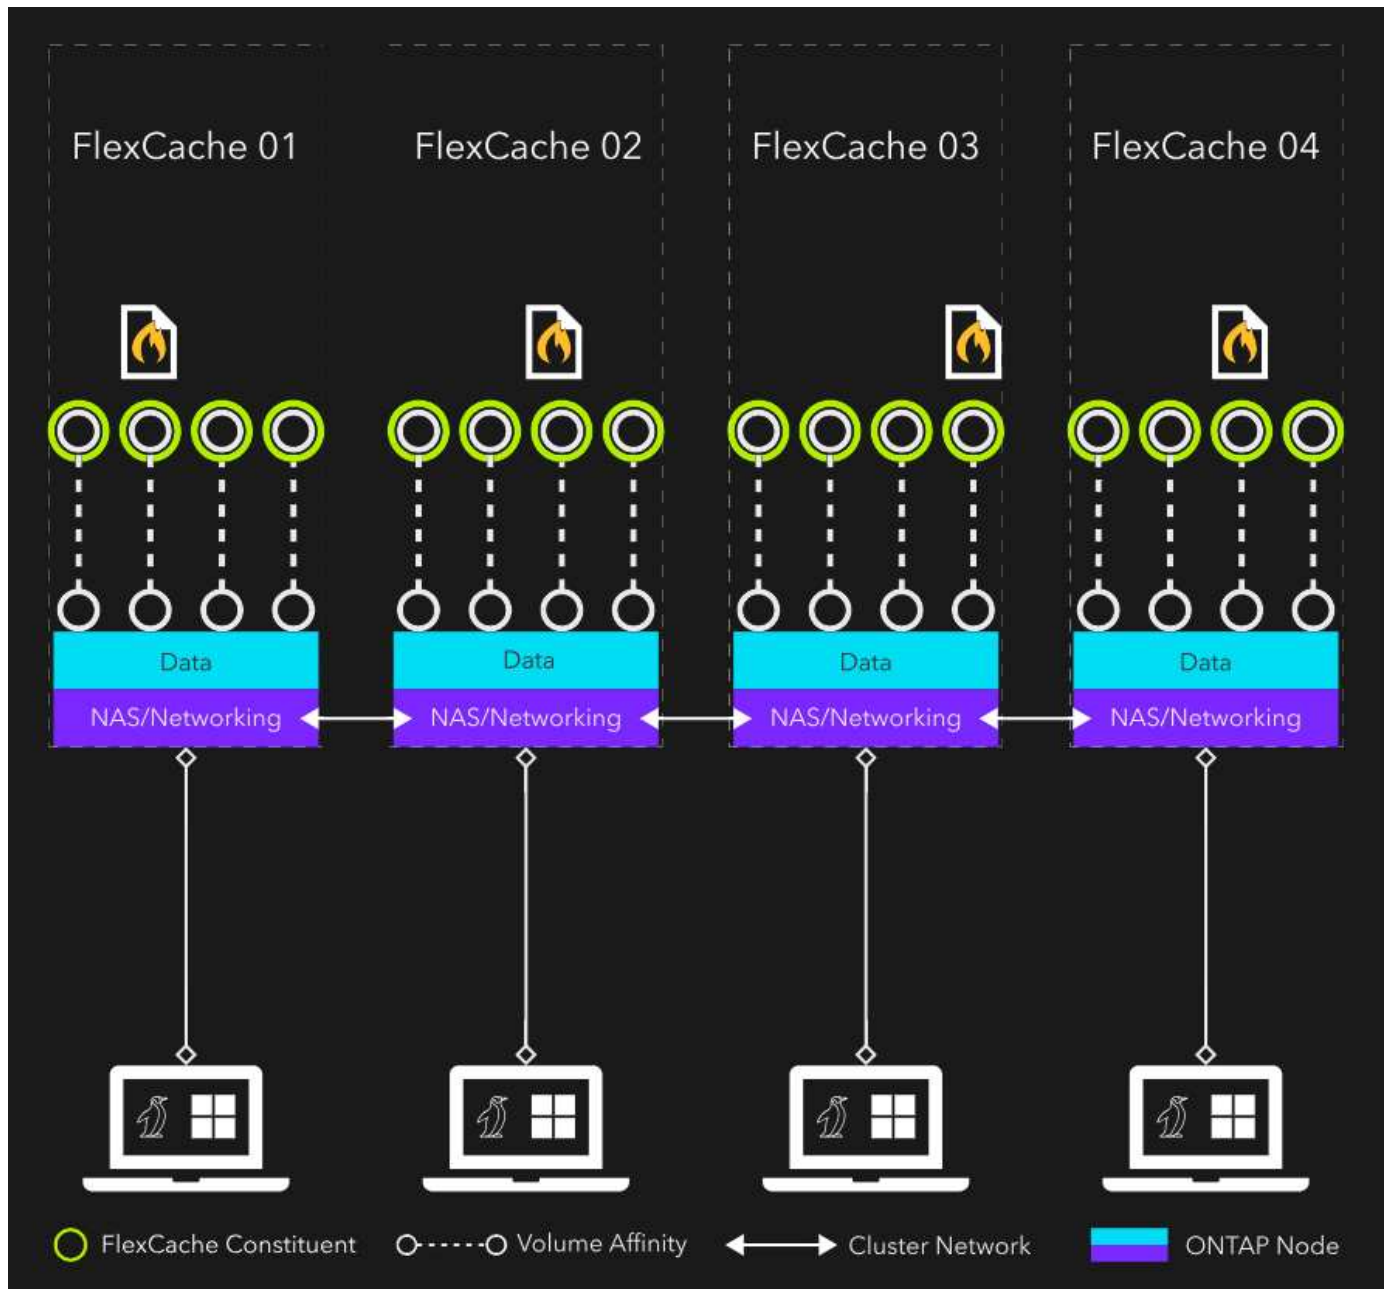 FlexCache 01
FlexCache 02
FlexCache 03
FlexCache 04
Data
Data
Data
Data
NAS/Networking
NAS/Networking
NAS/Networking
NAS/Networking
FlexCache Constituent
Volume Affinity
Cluster Network
ONTAP Node